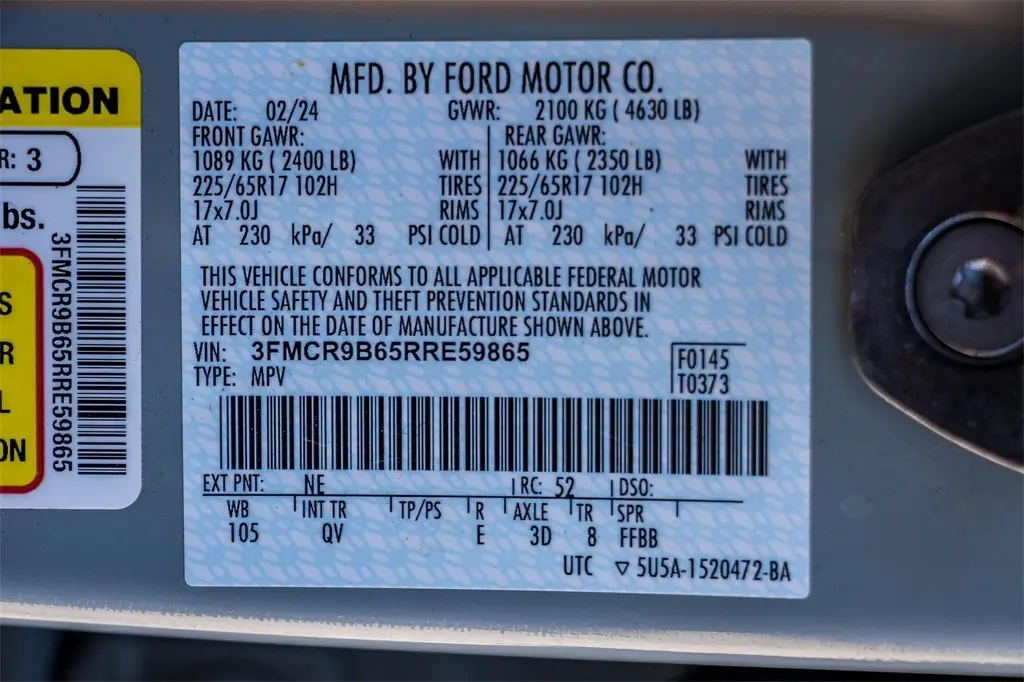 ATION
R: 3
bs.
3FMCR9B65RRE59865
S
R
L
ON
MFD. BY FORD MOTOR CO.
DATE: 02/24 GVWR: 2100 KG ( 4630 LB)
FRONT GAWR: REAR GAWR:
1089 KG ( 2400 LB) WITH 1066 KG ( 2350 LB) WITH
225/65R17 102H TIRES 225/65R17 102H TIRES
17x7.0J RIMS 17x7.0J RIMS
AT 230 kPa/ 33 PSI COLD AT 230 kPa/ 33 PSI COLD
THIS VEHICLE CONFORMS TO ALL APPLICABLE FEDERAL MOTOR
VEHICLE SAFETY AND THEFT PREVENTION STANDARDS IN
EFFECT ON THE DATE OF MANUFACTURE SHOWN ABOVE.
VIN: 3FMCR9B65RRE59865 F0145
TYPE: MPV T0373
EXT PNT: NE RC: 52 DSO:
WB INT TR TP/PS R AXLE TR SPR
105 QV E 3D 8 FFBB
UTC ▽ 5U5A-1520472-BA